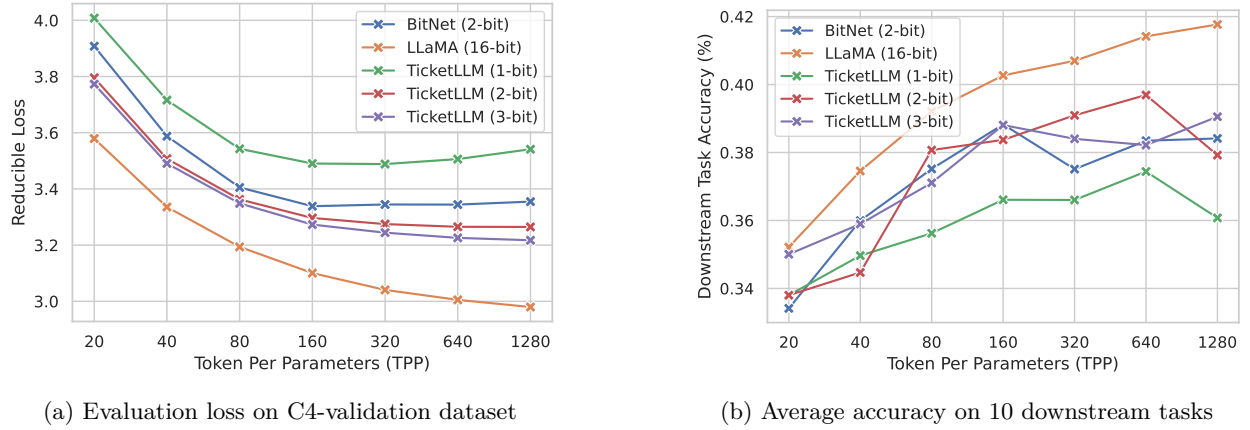 4.0
3.8
3.6
3.4
3.2
3.0
Reducible Loss
BitNet (2-bit)
LLaMA (16-bit)
TicketLLM (1-bit)
TicketLLM (2-bit)
TicketLLM (3-bit)
20 40 80 160 320 640 1280
Token Per Parameters (TPP)
(a) Evaluation loss on C4-validation dataset
0.42
0.40
0.38
0.36
0.34
Downstream Task Accuracy (%)
BitNet (2-bit)
LLaMA (16-bit)
TicketLLM (1-bit)
TicketLLM (2-bit)
TicketLLM (3-bit)
20 40 80 160 320 640 1280
Token Per Parameters (TPP)
(b) Average accuracy on 10 downstream tasks